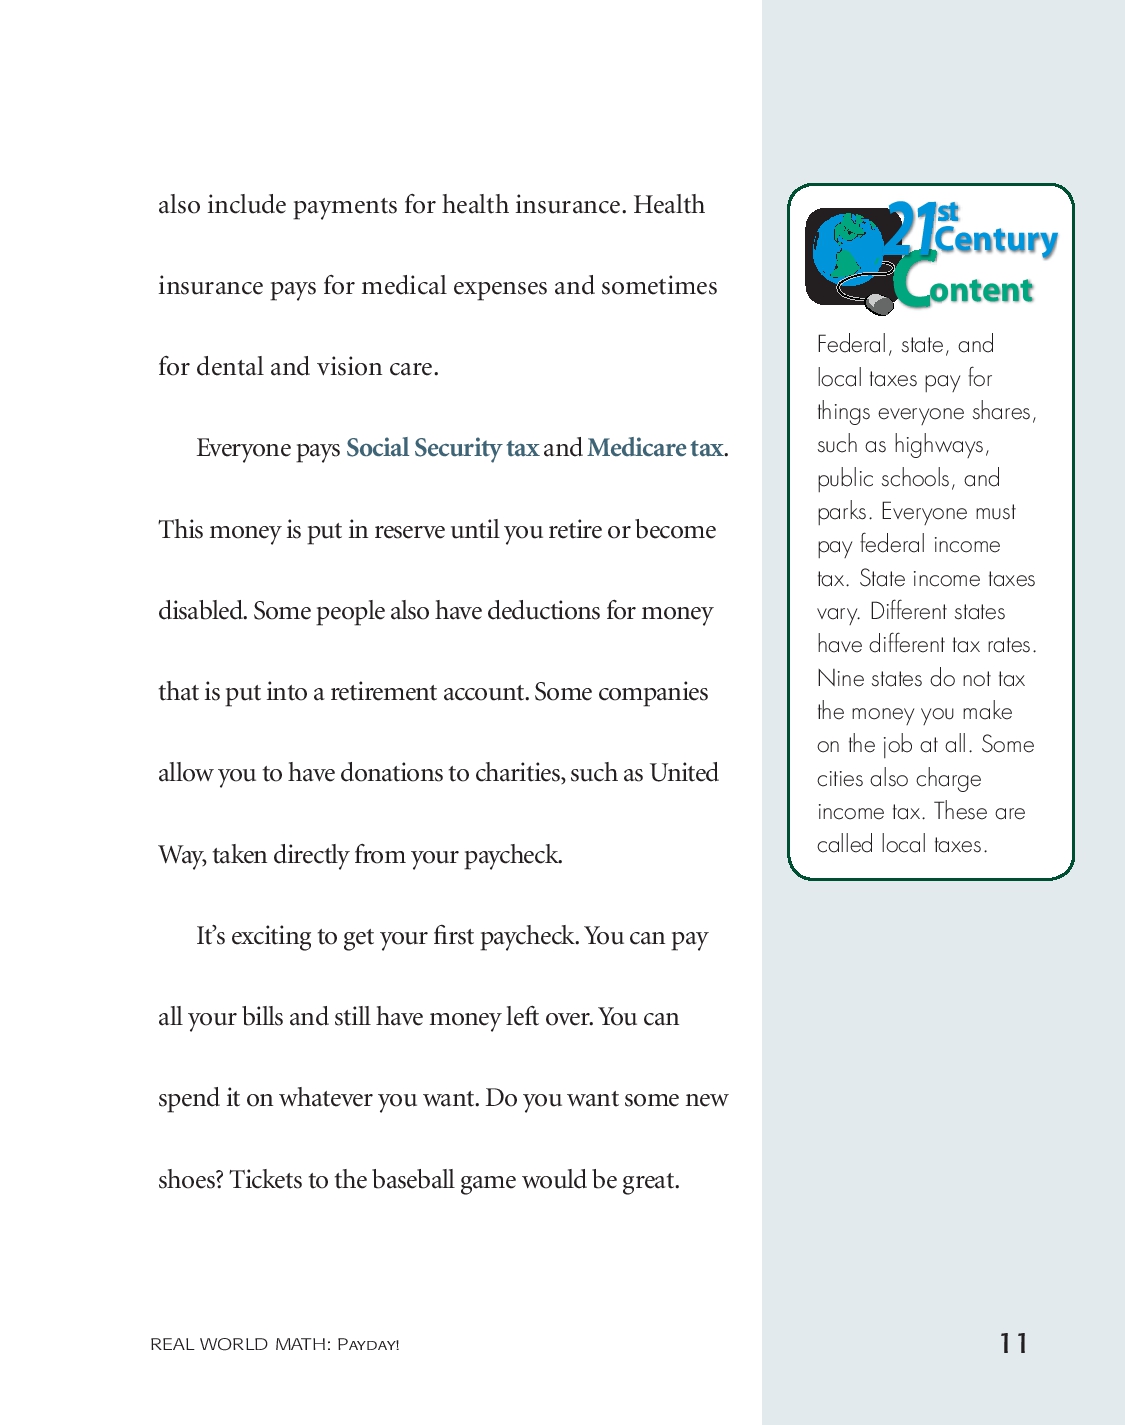 also include payments for health insurance. Health
insurance pays for medical expenses and sometimes
for dental and vision care.
Everyone pays Social Security tax and Medicare tax.
This money is put in reserve until you retire or become
disabled. Some people also have deductions for money
that is put into a retirement account. Some companies
allow you to have donations to charities, such as United
Way, taken directly from your paycheck.
It’s exciting to get your first paycheck. You can pay
all your bills and still have money left over. You can
spend it on whatever you want. Do you want some new
shoes? Tickets to the baseball game would be great.
21st
Century
Content
Federal, state, and
local taxes pay for
things everyone shares,
such as highways,
public schools, and
parks. Everyone must
pay federal income
tax. State income taxes
vary. Different states
have different tax rates.
Nine states do not tax
the money you make
on the job at all. Some
cities also charge
income tax. These are
called local taxes.
REAL WORLD MATH: PAYDAY!
11